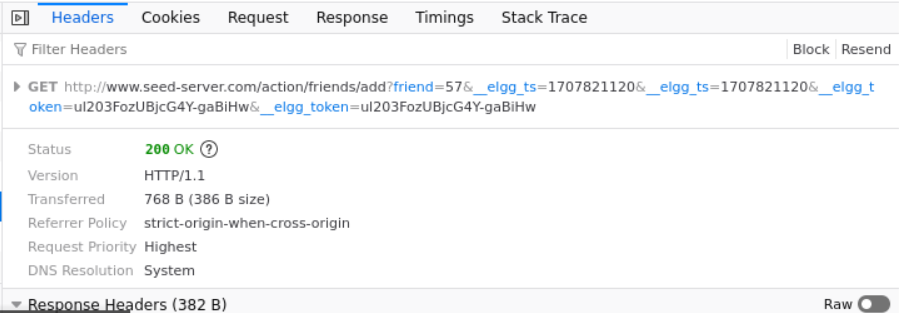 Headers Cookies Request Response Timings Stack Trace
Filter Headers Block Resend
GET http://www.seed-server.com/action/friends/add?friend=57&__elgg_ts=1707821120&__elgg_ts=1707821120&__elgg_t
oken=ul203FozUBjcG4Y-gaBiHw&__elgg_token=ul203FozUBjcG4Y-gaBiHw
Status 200 OK ?
Version HTTP/1.1
Transferred 768 B (386 B size)
Referrer Policy strict-origin-when-cross-origin
Request Priority Highest
DNS Resolution System
Response Headers (382 B) Raw